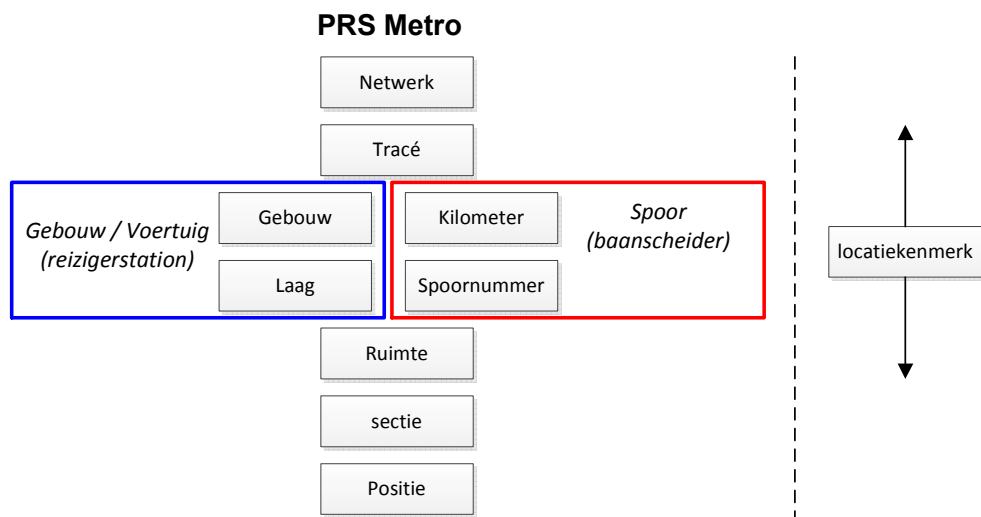 PRS Metro
Netwerk
Tracé
Gebouw / Voertuig
(reizigerstation)
Gebouw
Laag
Kilometer
Spoornummer
Spoor
(baanscheider)
locatiekenmerk
Ruimte
sectie
Positie